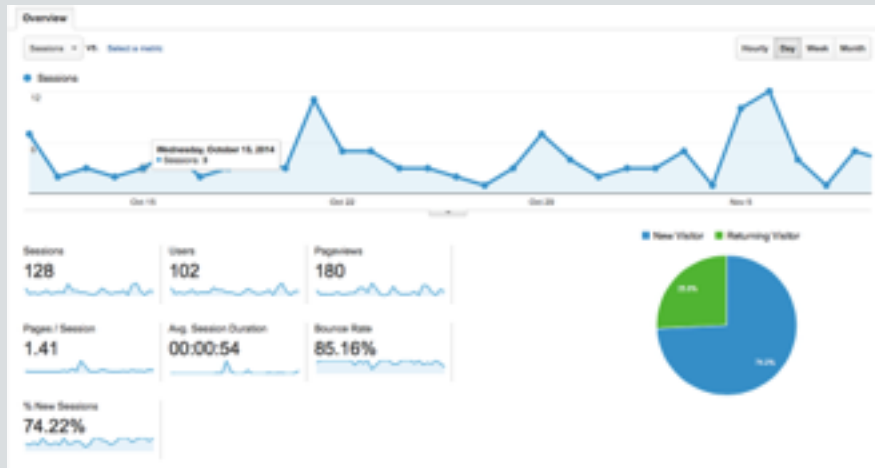 Overview
Sessions VS. Select a metric
Hourly Day Week Month
Sessions
12
6
Wednesday, October 15, 2014
Sessions: 3
Oct 15 Oct 22 Oct 29 Nov 5
New Visitor Returning Visitor
Sessions
128
Users
102
Pageviews
180
Pages / Session
1.41
Avg. Session Duration
00:00:54
Bounce Rate
85.16%
% New Sessions
74.22%